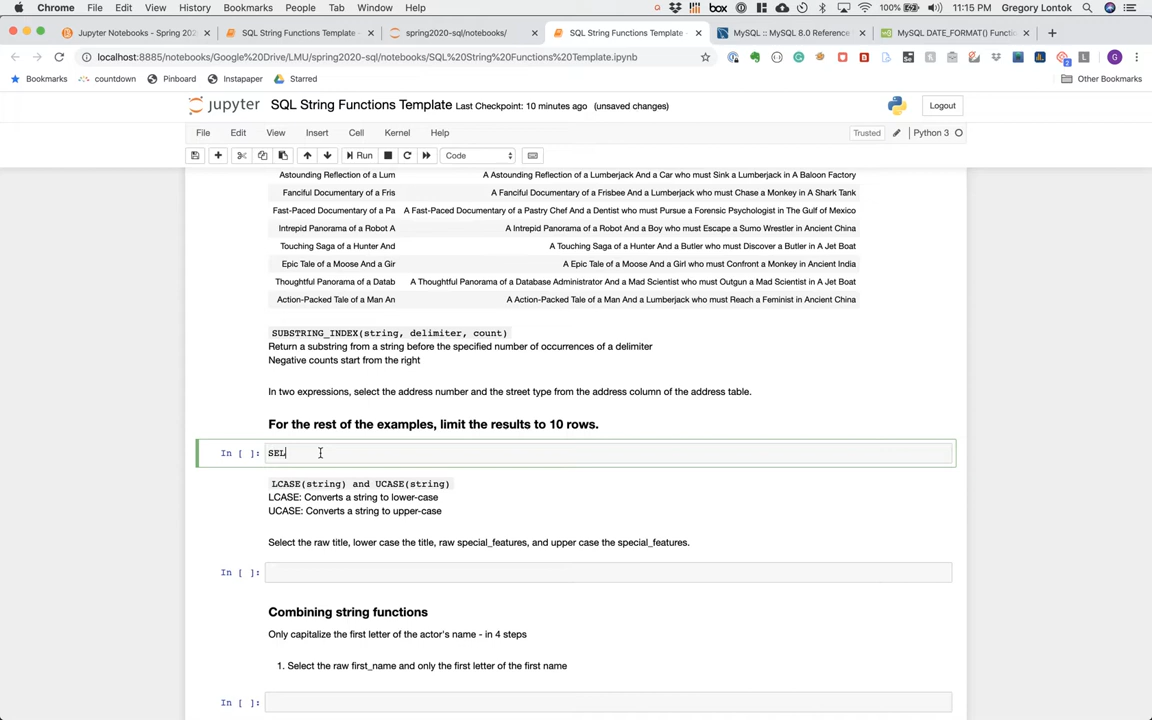 Chrome File Edit View History Bookmarks People Tab Window Help 100% 11:15 PM Gregory Lontok
Jupyter Notebooks - Spring 202 SQL String Functions Template - spring2020-sql/notebooks/ SQL String Functions Template - MySQL :: MySQL 8.0 Reference MySQL DATE_FORMAT() Functio
localhost:8885/notebooks/Google%20Drive/LMU/spring2020-sql/notebooks/SQL%20String%20Functions%20Template.ipynb
Bookmarks countdown Pinboard Instapaper Starred Other Bookmarks
jupyter SQL String Functions Template Last Checkpoint: 10 minutes ago (unsaved changes) Logout
File Edit View Insert Cell Kernel Help Trusted Python 3
Run Code
Astounding Reflection of a Lum A Astounding Reflection of a Lumberjack And a Car who must Sink a Lumberjack in A Baloon Factory
Fanciful Documentary of a Fris A Fanciful Documentary of a Frisbee And a Lumberjack who must Chase a Monkey in A Shark Tank
Fast-Paced Documentary of a Pa A Fast-Paced Documentary of a Pastry Chef And a Dentist who must Pursue a Forensic Psychologist in The Gulf of Mexico
Intrepid Panorama of a Robot A A Intrepid Panorama of a Robot And a Boy who must Escape a Sumo Wrestler in Ancient China
Touching Saga of a Hunter And A Touching Saga of a Hunter And a Butler who must Discover a Butler in A Jet Boat
Epic Tale of a Moose And a Gir A Epic Tale of a Moose And a Girl who must Confront a Monkey in Ancient India
Thoughtful Panorama of a Datab A Thoughtful Panorama of a Database Administrator And a Mad Scientist who must Outgun a Mad Scientist in A Jet Boat
Action-Packed Tale of a Man An A Action-Packed Tale of a Man And a Lumberjack who must Reach a Feminist in Ancient China
SUBSTRING_INDEX(string, delimiter, count)
Return a substring from a string before the specified number of occurrences of a delimiter
Negative counts start from the right
In two expressions, select the address number and the street type from the address column of the address table.
For the rest of the examples, limit the results to 10 rows.
In [ ]: SEL
LCASE(string) and UCASE(string)
LCASE: Converts a string to lower-case
UCASE: Converts a string to upper-case
Select the raw title, lower case the title, raw special_features, and upper case the special_features.
In [ ]:
Combining string functions
Only capitalize the first letter of the actor's name - in 4 steps
1. Select the raw first_name and only the first letter of the first name
In [ ]: